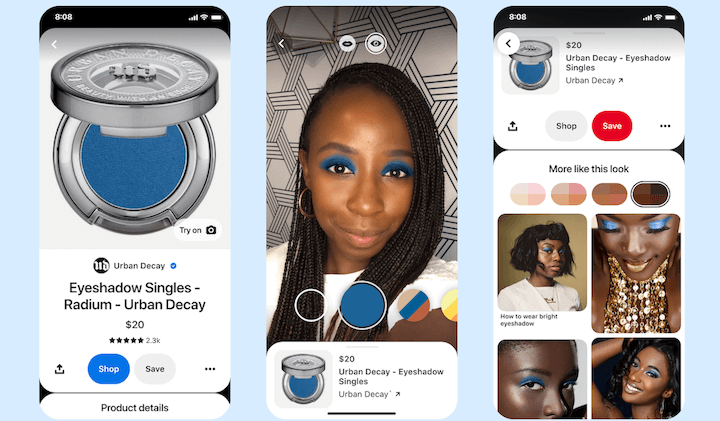 8:08
Try on
Urban Decay
Eyeshadow Singles -
Radium - Urban Decay
$20
2.3k
Shop
Save
Product details
$20
Urban Decay - Eyeshadow
Singles
Urban Decay
8:08
$20
Urban Decay - Eyeshadow
Singles
Urban Decay
Shop
Save
More like this look
How to wear bright
eyeshadow